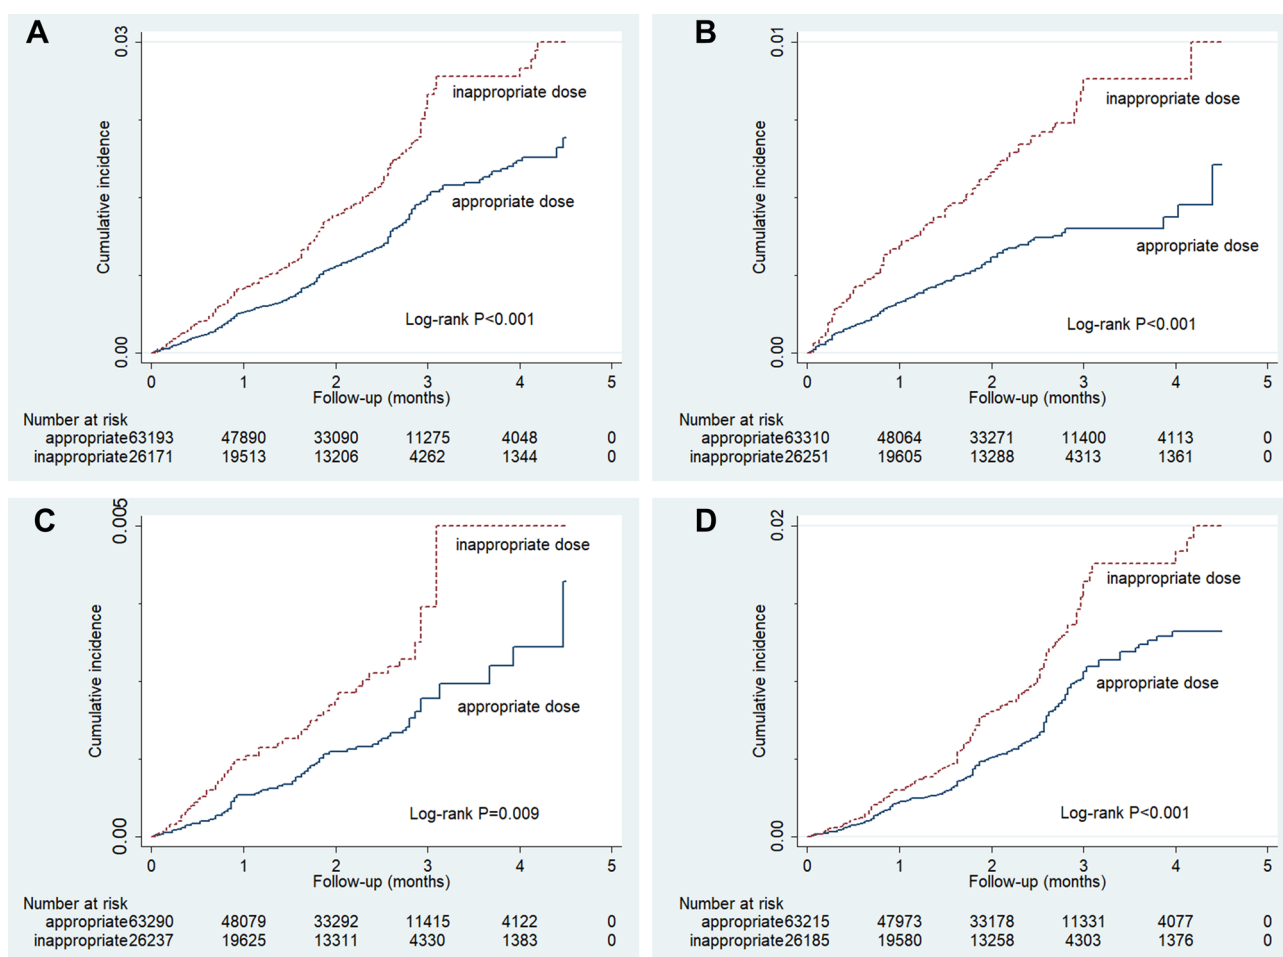 A
Cumulative incidence
0.03
0.00
inappropriate dose
appropriate dose
Log-rank P<0.001
0 1 2 3 4 5
Follow-up (months)
Number at risk
appropriate63193 47890 33090 11275 4048 0
inappropriate26171 19513 13206 4262 1344 0
B
Cumulative incidence
0.01
0.00
inappropriate dose
appropriate dose
Log-rank P<0.001
0 1 2 3 4 5
Follow-up (months)
Number at risk
appropriate63310 48064 33271 11400 4113 0
inappropriate26251 19605 13288 4313 1361 0
C
Cumulative incidence
0.005
0.00
inappropriate dose
appropriate dose
Log-rank P=0.009
0 1 2 3 4 5
Follow-up (months)
Number at risk
appropriate63290 48079 33292 11415 4122 0
inappropriate26237 19625 13311 4330 1383 0
D
Cumulative incidence
0.02
0.00
inappropriate dose
appropriate dose
Log-rank P<0.001
0 1 2 3 4 5
Follow-up (months)
Number at risk
appropriate63215 47973 33178 11331 4077 0
inappropriate26185 19580 13258 4303 1376 0